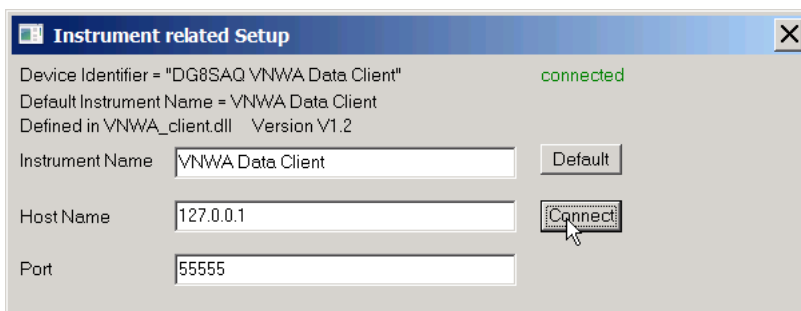 Instrument related Setup
Device Identifier = "DG8SAQ VNWA Data Client" connected
Default Instrument Name = VNWA Data Client
Defined in VNWA_client.dll Version V1.2
Instrument Name VNWA Data Client Default
Host Name 127.0.0.1 Connect
Port 55555